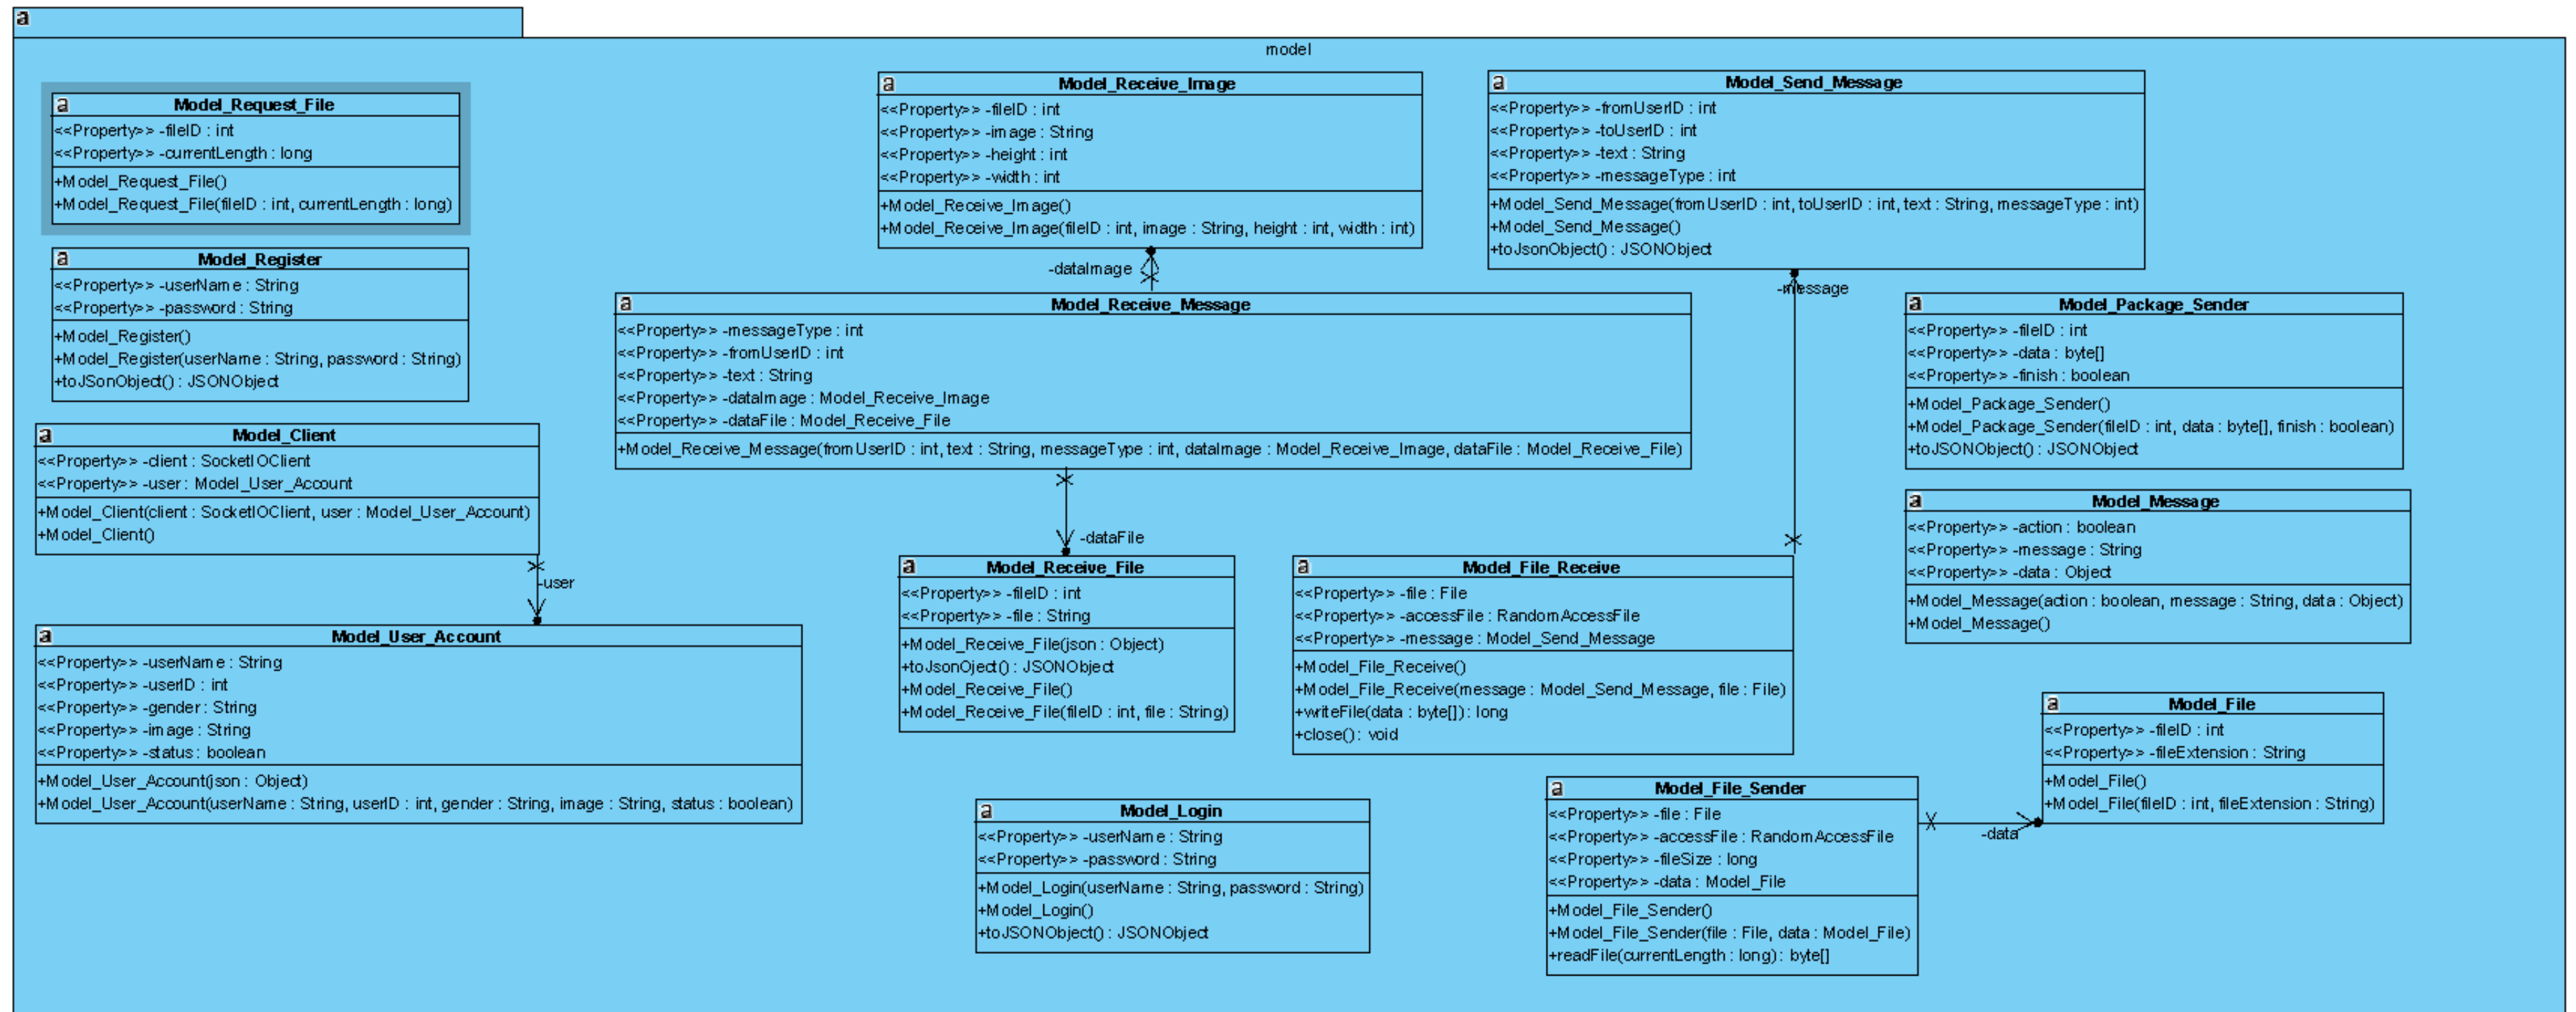 a
model
a Model_Request_File
<<Property>> -fileID : int
<<Property>> -currentLength : long
+Model_Request_File()
+Model_Request_File(fileID : int, currentLength : long)
a Model_Register
<<Property>> -userName : String
<<Property>> -password : String
+Model_Register()
+Model_Register(userName : String, password : String)
+toJSonObject() : JSONObject
a Model_Client
<<Property>> -client : SocketIOClient
<<Property>> -user : Model_User_Account
+Model_Client(client : SocketIOClient, user : Model_User_Account)
+Model_Client()
-user
a Model_User_Account
<<Property>> -userName : String
<<Property>> -userID : int
<<Property>> -gender : String
<<Property>> -image : String
<<Property>> -status : boolean
+Model_User_Account(json : Object)
+Model_User_Account(userName : String, userID : int, gender : String, image : String, status : boolean)
a Model_Receive_Image
<<Property>> -fileID : int
<<Property>> -image : String
<<Property>> -height : int
<<Property>> -width : int
+Model_Receive_Image()
+Model_Receive_Image(fileID : int, image : String, height : int, width : int)
-dataImage
a Model_Receive_Message
<<Property>> -messageType : int
<<Property>> -fromUserID : int
<<Property>> -text : String
<<Property>> -dataImage : Model_Receive_Image
<<Property>> -dataFile : Model_Receive_File
+Model_Receive_Message(fromUserID : int, text : String, messageType : int, dataImage : Model_Receive_Image, dataFile : Model_Receive_File)
-dataFile
a Model_Receive_File
<<Property>> -fileID : int
<<Property>> -file : String
+Model_Receive_File(json : Object)
+toJsonOject() : JSONObject
+Model_Receive_File()
+Model_Receive_File(fileID : int, file : String)
a Model_Login
<<Property>> -userName : String
<<Property>> -password : String
+Model_Login(userName : String, password : String)
+Model_Login()
+toJSONObject() : JSONObject
a Model_Send_Message
<<Property>> -fromUserID : int
<<Property>> -toUserID : int
<<Property>> -text : String
<<Property>> -messageType : int
+Model_Send_Message(fromUserID : int, toUserID : int, text : String, messageType : int)
+Model_Send_Message()
+toJsonObject() : JSONObject
-message
a Model_File_Receive
<<Property>> -file : File
<<Property>> -accessFile : RandomAccessFile
<<Property>> -message : Model_Send_Message
+Model_File_Receive()
+Model_File_Receive(message : Model_Send_Message, file : File)
+writeFile(data : byte[]) : long
+close() : void
a Model_File_Sender
<<Property>> -file : File
<<Property>> -accessFile : RandomAccessFile
<<Property>> -fileSize : long
<<Property>> -data : Model_File
+Model_File_Sender()
+Model_File_Sender(file : File, data : Model_File)
+readFile(currentLength : long) : byte[]
-data
a Model_Package_Sender
<<Property>> -fileID : int
<<Property>> -data : byte[]
<<Property>> -finish : boolean
+Model_Package_Sender()
+Model_Package_Sender(fileID : int, data : byte[], finish : boolean)
+toJSONObject() : JSONObject
a Model_Message
<<Property>> -action : boolean
<<Property>> -message : String
<<Property>> -data : Object
+Model_Message(action : boolean, message : String, data : Object)
+Model_Message()
a Model_File
<<Property>> -fileID : int
<<Property>> -fileExtension : String
+Model_File()
+Model_File(fileID : int, fileExtension : String)